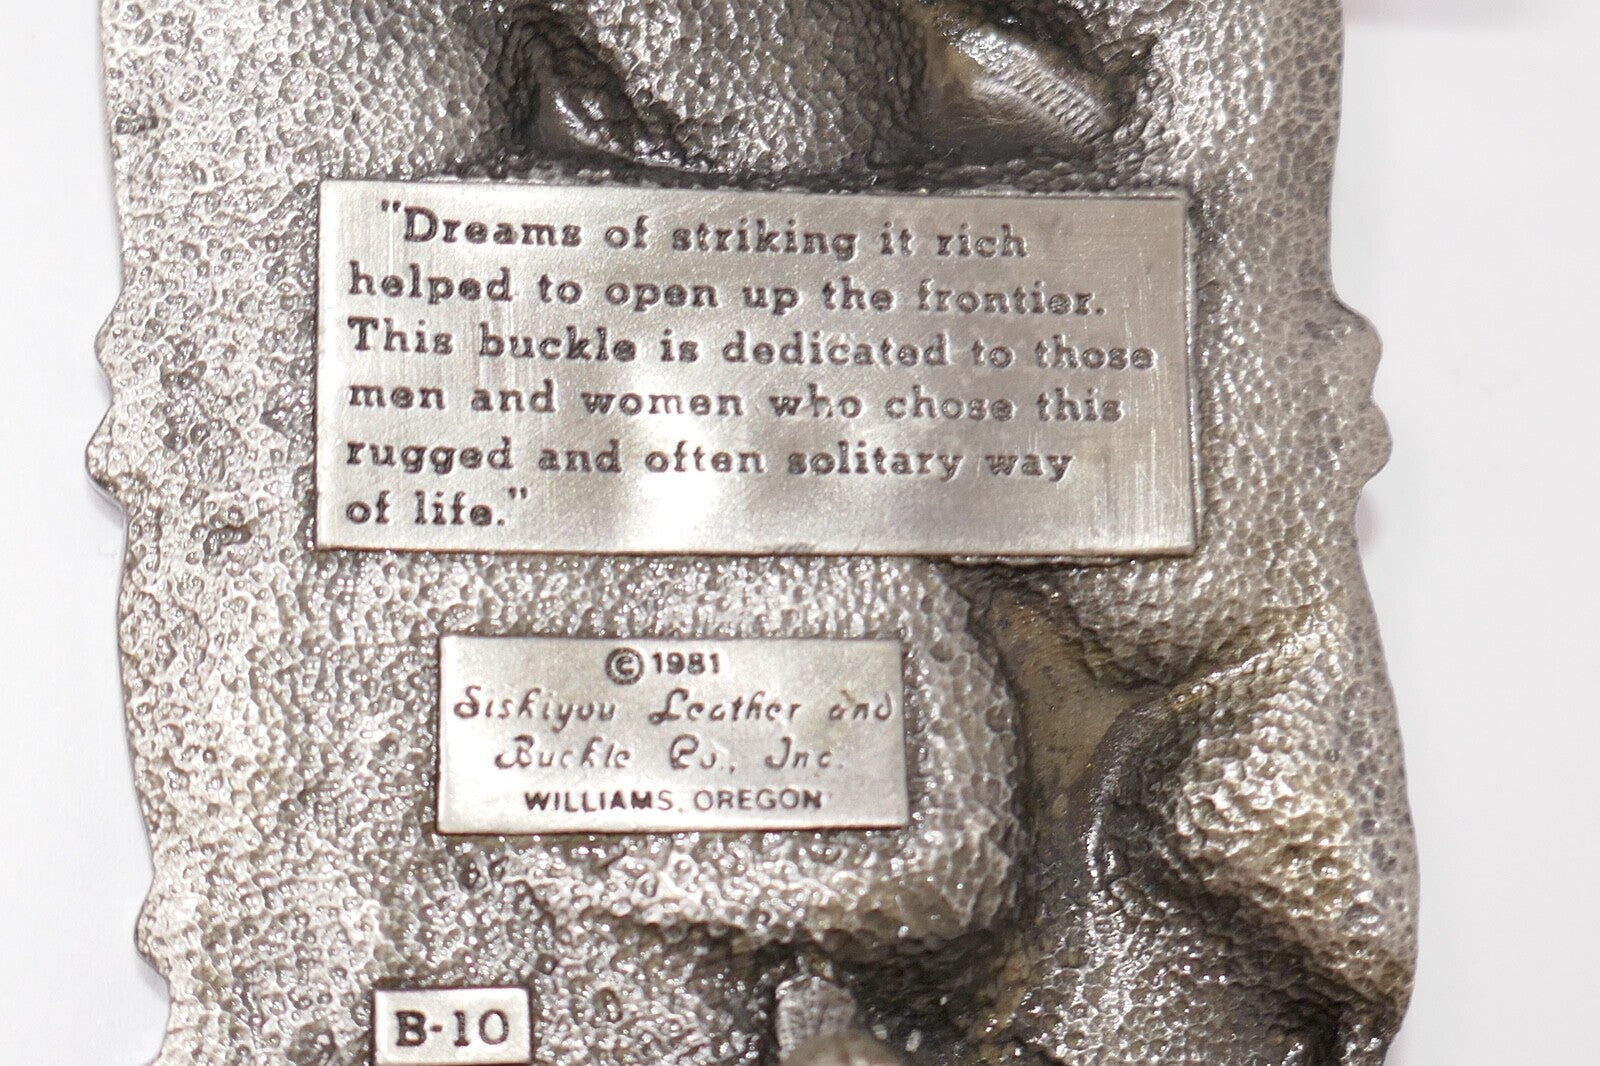 "Dreams of striking it rich
helped to open up the frontier.
This buckle is dedicated to those
men and women who chose this
rugged and often solitary way
of life."
© 1981
Siskiyou Leather and
Buckle Co., Inc.
WILLIAMS, OREGON
B-10